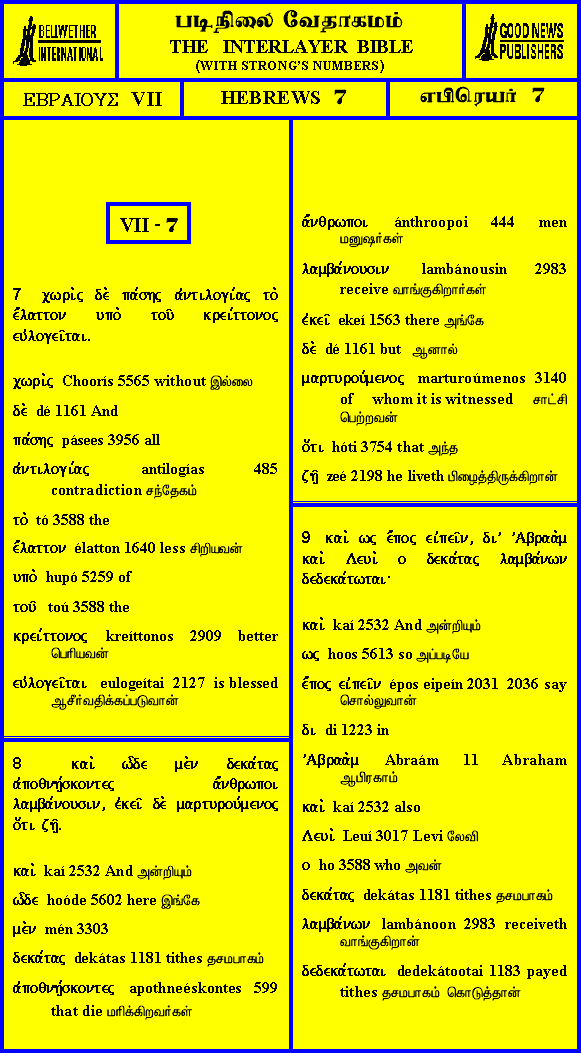 BELLWETHER
INTERNATIONAL
படிநிலை வேதாகமம்
THE INTERLAYER BIBLE
(WITH STRONG'S NUMBERS)
GOOD NEWS
PUBLISHERS
ΕΒΡΑΙΟΥΣ VII
HEBREWS 7
எபிரெயர் 7
VII - 7
7 χωρὶς δὲ πάσης ἀντιλογίας τὸ
ἔλαττον υπὸ τοῦ κρείττονος
εὐλογεῖται..
χωρὶς Choorís 5565 without இல்லை
δὲ dé 1161 And
πάσης pásees 3956 all
ἀντιλογίας antilogías 485
contradiction சந்தேகம்
τὸ tó 3588 the
ἔλαττον élatton 1640 less சிறியவன்
υπὸ hupó 5259 of
τοῦ toú 3588 the
κρείττονος kreíttonos 2909 better
பெரியவன்
εὐλογεῖται eulogeítai 2127 is blessed
ஆசீர்வதிக்கப்படுவான்
8 καὶ ὧδε μὲν δεκάτας
ἀποθνῄσκοντες ἄνθρωποι
λαμβάνουσιν, ἐκεῖ δὲ μαρτυρούμενος
ὅτι ζῇ.
καὶ kaí 2532 And அன்றியும்
ὧδε hoóde 5602 here இங்கே
μὲν mén 3303
δεκάτας dekátas 1181 tithes தசமபாகம்
ἀποθνῄσκοντες apothneéskontes 599
that die மரிக்கிறவர்கள்
ἄνθρωποι ánthroopoi 444 men
மனுஷர்கள்
λαμβάνουσιν lambánousin 2983
receive வாங்குகிறார்கள்
ἐκεῖ ekeí 1563 there அங்கே
δὲ dé 1161 but ஆனால்
μαρτυρούμενος marturoúmenos 3140
of whom it is witnessed சாட்சி
பெற்றவன்
ὅτι hóti 3754 that அந்த
ζῇ zeé 2198 he liveth பிழைத்திருக்கிறான்
9 καὶ ως ἔπος εἰπεῖν, δι' Ἀβραὰμ
καὶ Λευὶ ο δεκάτας λαμβάνων
δεδεκάτωται·
καὶ kaí 2532 And அன்றியும்
ως hoos 5613 so அப்படியே
ἔπος εἰπεῖν épos eipeín 2031 2036 say
சொல்லுவான்
δι di 1223 in
Ἀβραὰμ Abraám 11 Abraham
ஆபிரகாம்
καὶ kaí 2532 also
Λευὶ Leuí 3017 Levi லேவி
ο ho 3588 who அவன்
δεκάτας dekátas 1181 tithes தசமபாகம்
λαμβάνων lambánoon 2983 receiveth
வாங்குகிறான்
δεδεκάτωται dedekátootai 1183 payed
tithes தசமபாகம் கொடுத்தான்